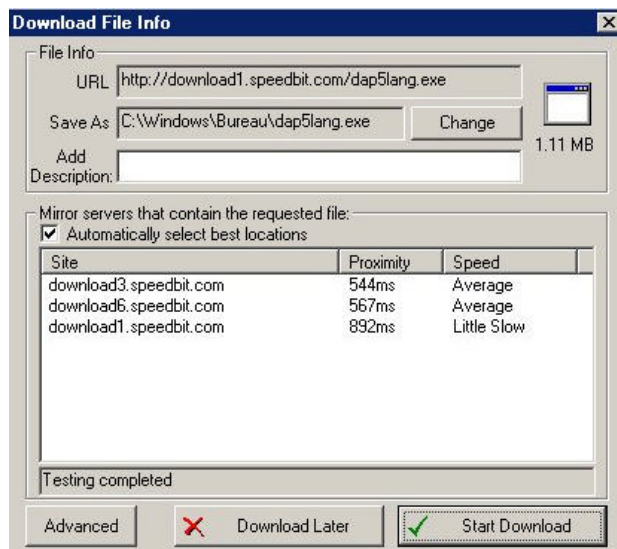 Download File Info
File Info
URL http://download1.speedbit.com/dap5lang.exe
Save As C:\Windows\Bureau\dap5lang.exe Change
1.11 MB
Add
Description:
Mirror servers that contain the requested file:
Automatically select best locations
Site Proximity Speed
download3.speedbit.com 544ms Average
download6.speedbit.com 567ms Average
download1.speedbit.com 892ms Little Slow
Testing completed
Advanced Download Later Start Download